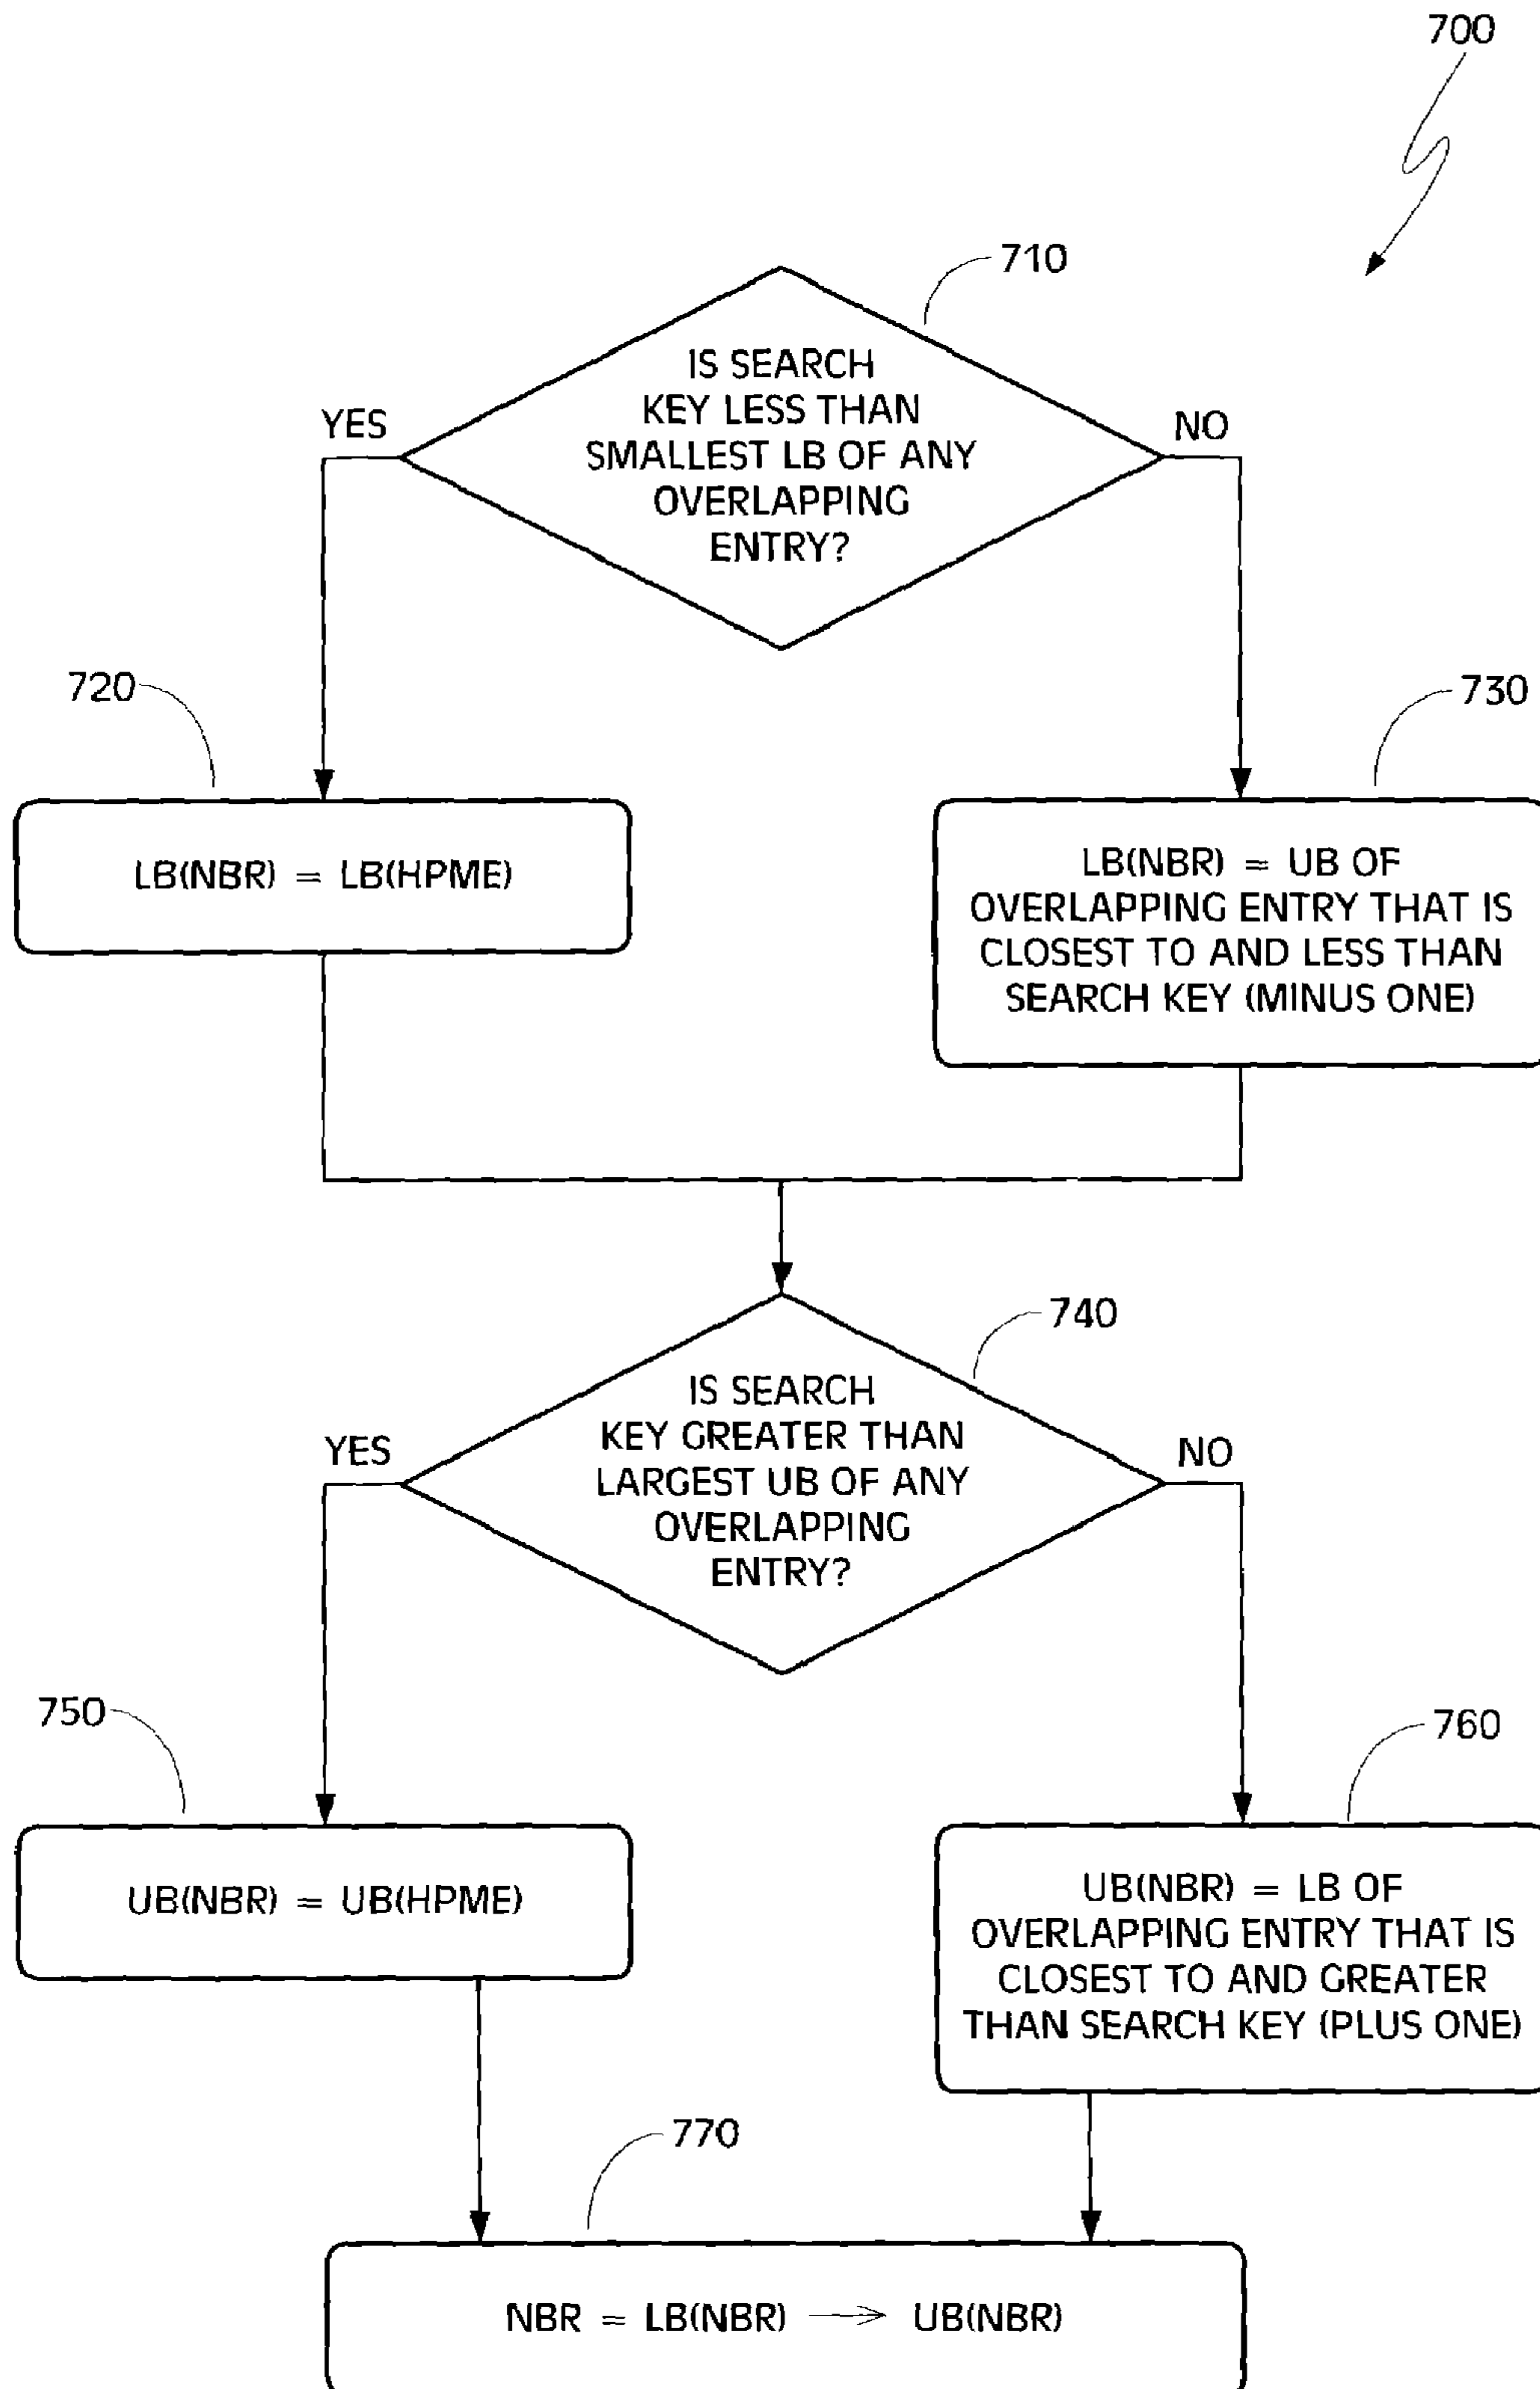 700
710
IS SEARCH
KEY LESS THAN
SMALLEST LB OF ANY
OVERLAPPING
ENTRY?
YES
NO
720
730
LB(NBR) = LB(HPME)
LB(NBR) = UB OF
OVERLAPPING ENTRY THAT IS
CLOSEST TO AND LESS THAN
SEARCH KEY (MINUS ONE)
740
IS SEARCH
KEY GREATER THAN
LARGEST UB OF ANY
OVERLAPPING
ENTRY?
YES
NO
750
760
UB(NBR) = UB(HPME)
UB(NBR) = LB OF
OVERLAPPING ENTRY THAT IS
CLOSEST TO AND GREATER
THAN SEARCH KEY (PLUS ONE)
770
NBR = LB(NBR) → UB(NBR)